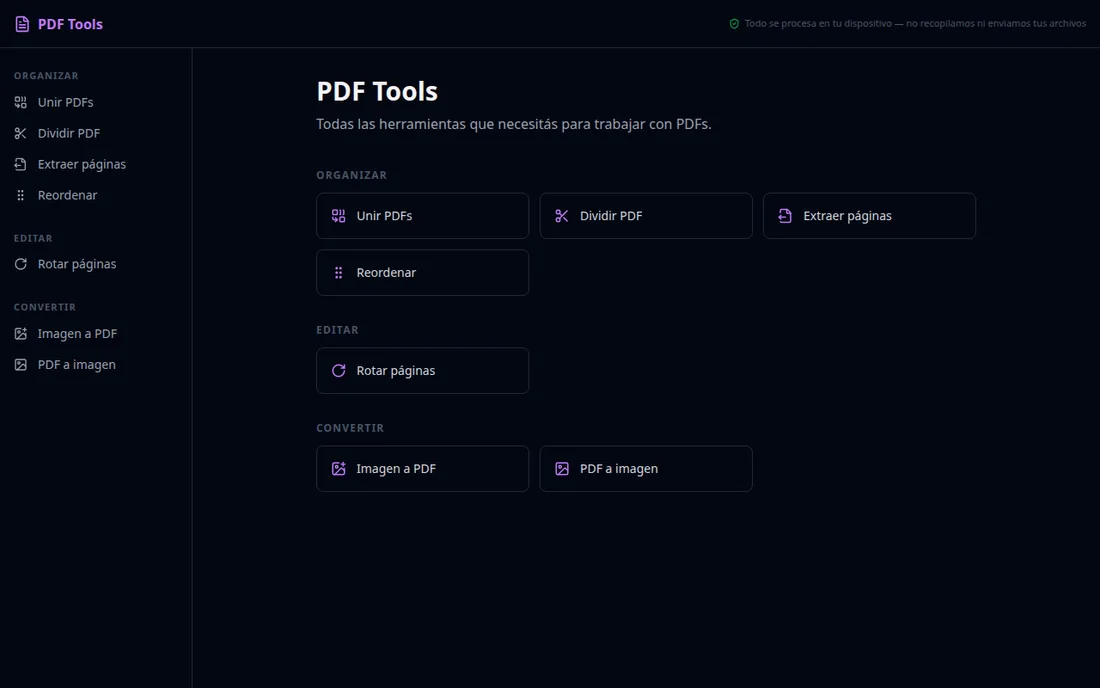 PDF Tools
Todo se procesa en tu dispositivo — no recopilamos ni enviamos tus archivos
ORGANIZAR
Unir PDFs
Dividir PDF
Extraer páginas
Reordenar
EDITAR
Rotar páginas
CONVERTIR
Imagen a PDF
PDF a imagen
PDF Tools
Todas las herramientas que necesitás para trabajar con PDFs.
ORGANIZAR
Unir PDFs
Dividir PDF
Extraer páginas
Reordenar
EDITAR
Rotar páginas
CONVERTIR
Imagen a PDF
PDF a imagen